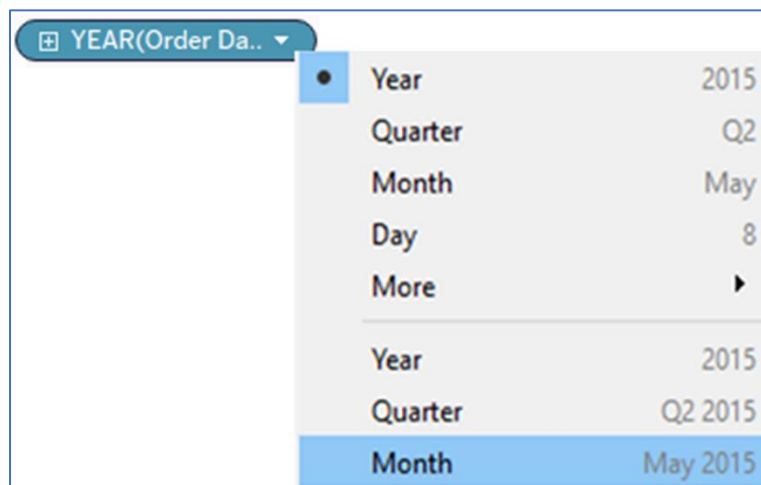 YEAR(Order Da..
Year 2015
Quarter Q2
Month May
Day 8
More
Year 2015
Quarter Q2 2015
Month May 2015